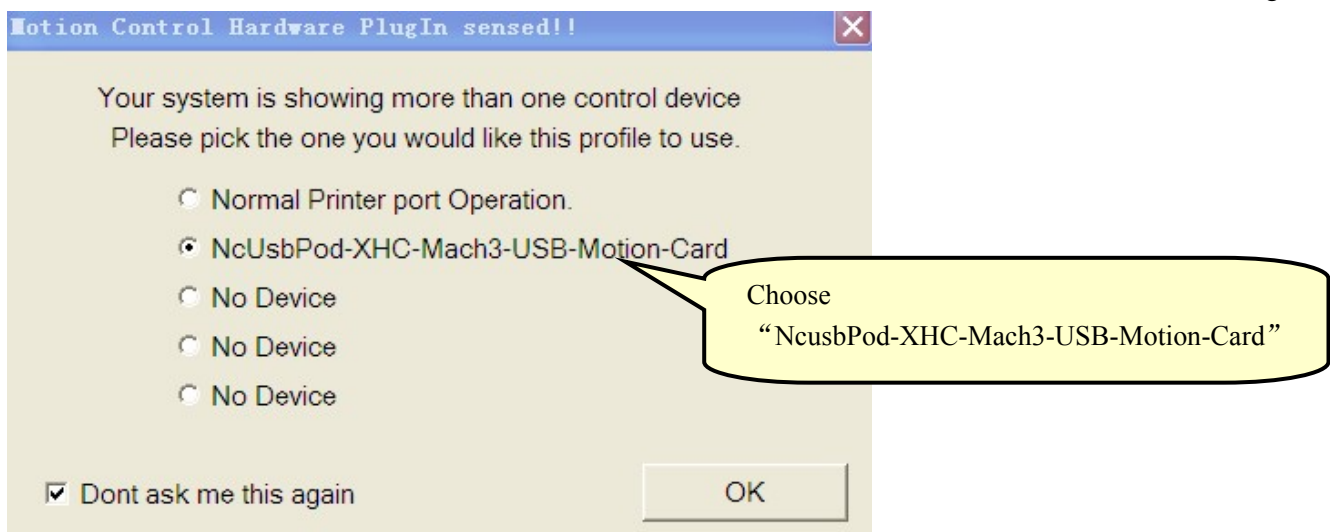 Motion Control Hardware PlugIn sensed!!
Your system is showing more than one control device
Please pick the one you would like this profile to use.
Normal Printer port Operation.
NcUsbPod-XHC-Mach3-USB-Motion-Card
Choose
“NcusbPod-XHC-Mach3-USB-Motion-Card”
No Device
No Device
No Device
Dont ask me this again
OK